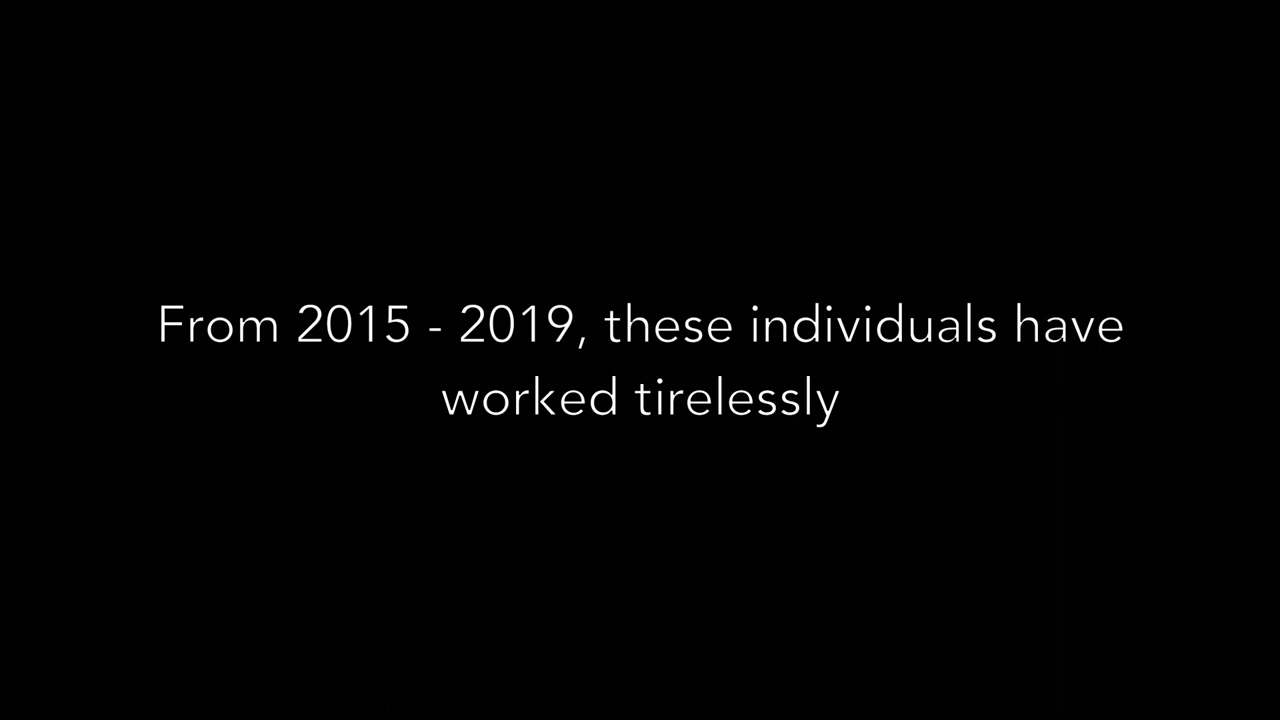 From 2015 - 2019, these individuals have
worked tirelessly